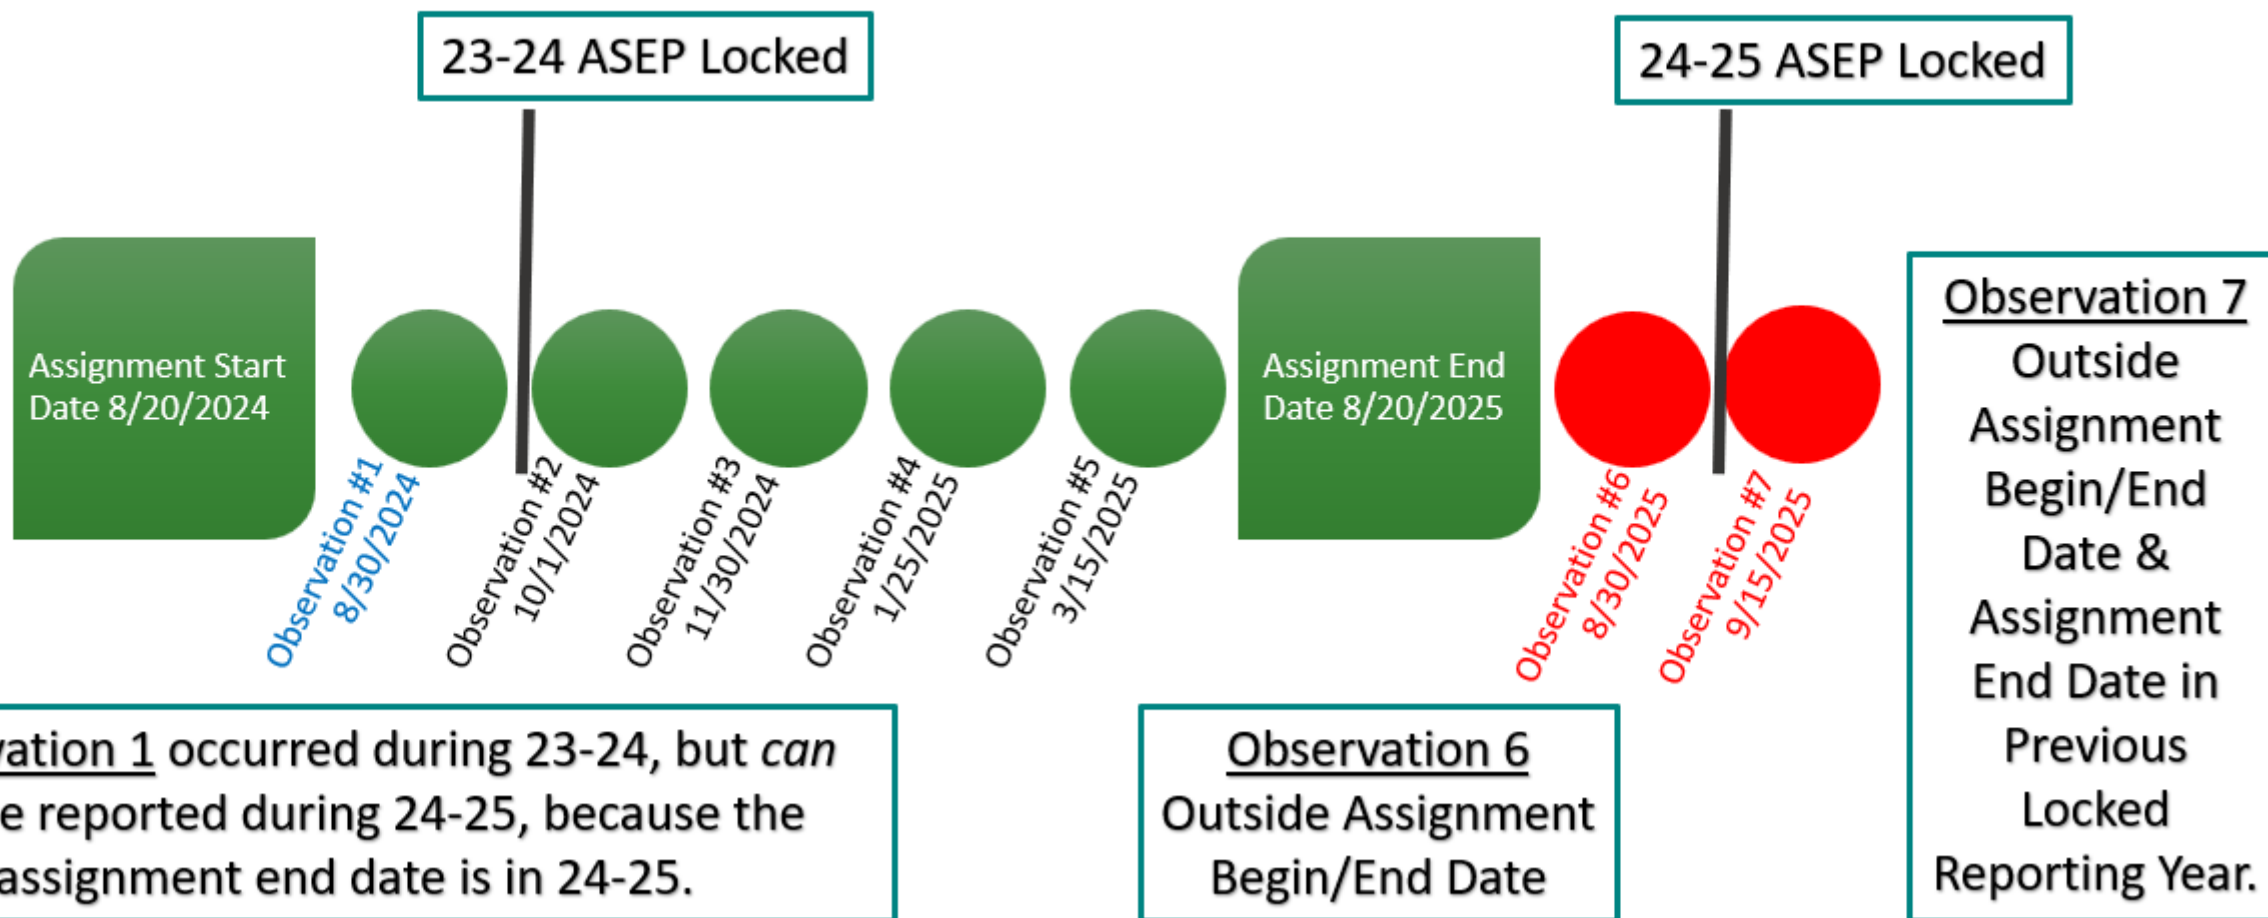 23-24 ASEP Locked
24-25 ASEP Locked
Assignment Start
Date 8/20/2024
Assignment End
Date 8/20/2025
Observation #1
8/30/2024
Observation #2
10/1/2024
Observation #3
11/30/2024
Observation #4
1/25/2025
Observation #5
3/15/2025
Observation #6
8/30/2025
Observation #7
9/15/2025
vation 1 occurred during 23-24, but can
e reported during 24-25, because the
assignment end date is in 24-25.
Observation 6
Outside Assignment
Begin/End Date
Observation 7
Outside
Assignment
Begin/End
Date &
Assignment
End Date in
Previous
Locked
Reporting Year.